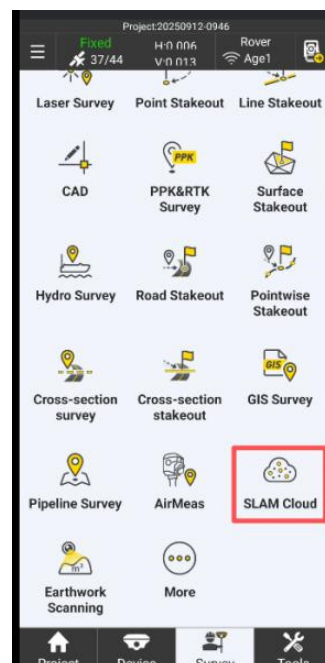 Project:20250912-0946
Fixed
H:0.006
Rover
37/44
V:0.013
Age1
Laser Survey
Point Stakeout
Line Stakeout
PPK
CAD
PPK&RTK
Survey
Surface
Stakeout
Hydro Survey
Road Stakeout
Pointwise
Stakeout
GIS
Cross-section
survey
Cross-section
stakeout
GIS Survey
Pipeline Survey
AirMeas
SLAM Cloud
m²
Earthwork
Scanning
More
Project
Device
Survey
Tools